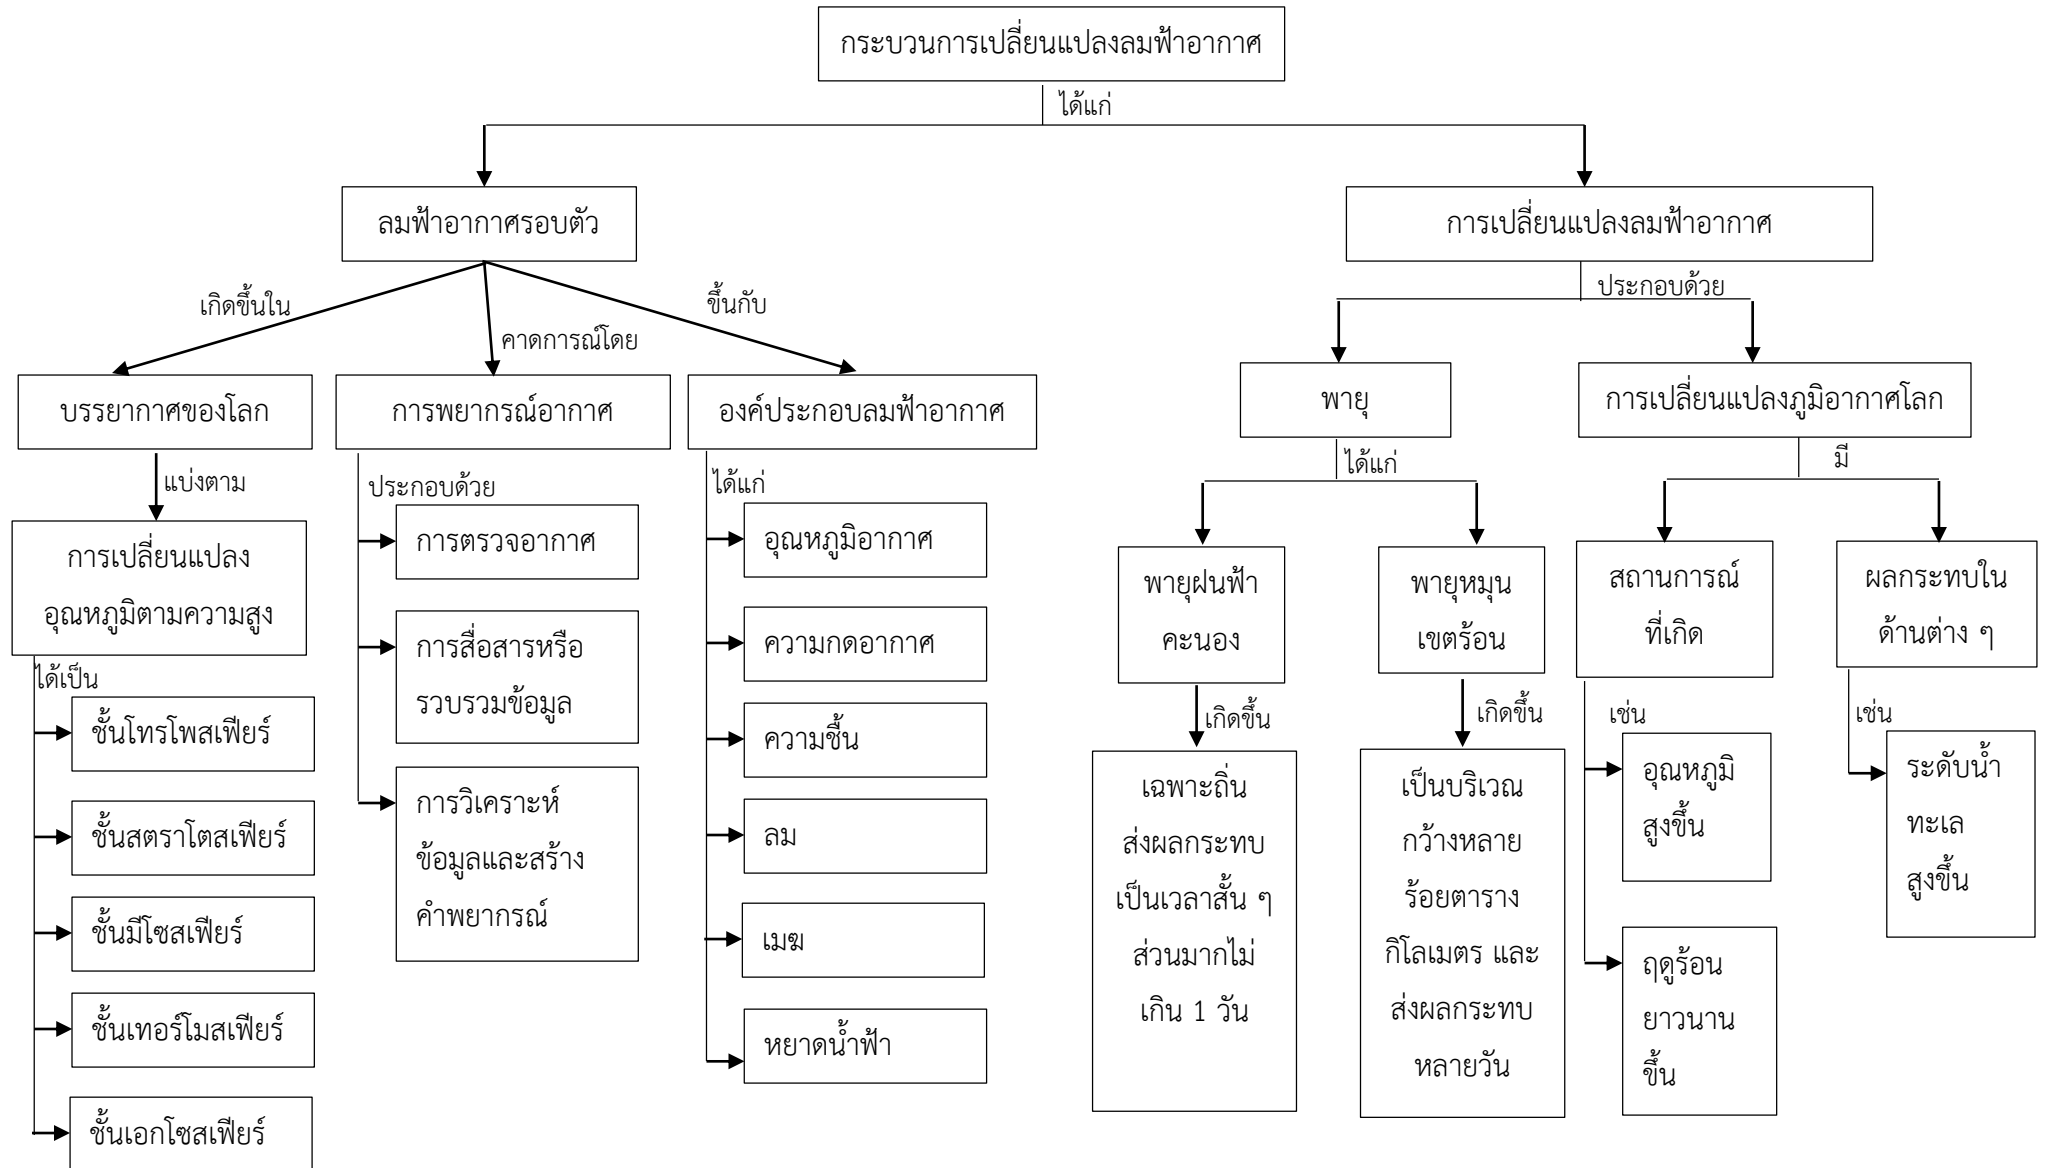 กระบวนการเปลี่ยนแปลงลมฟ้าอากาศ
ได้แก่
ลมฟ้าอากาศรอบตัว
การเปลี่ยนแปลงลมฟ้าอากาศ
เกิดขึ้นใน
คาดการณ์โดย
ขึ้นกับ
ประกอบด้วย
บรรยากาศของโลก
การพยากรณ์อากาศ
องค์ประกอบลมฟ้าอากาศ
พายุ
การเปลี่ยนแปลงภูมิอากาศโลก
แบ่งตาม
การเปลี่ยนแปลง
อุณหภูมิตามความสูง
ได้เป็น
ชั้นโทรโพสเฟียร์
ชั้นสตราโตสเฟียร์
ชั้นมีโซสเฟียร์
ชั้นเทอร์โมสเฟียร์
ชั้นเอกโซสเฟียร์
ประกอบด้วย
การตรวจอากาศ
การสื่อสารหรือ
รวบรวมข้อมูล
การวิเคราะห์
ข้อมูลและสร้าง
คำพยากรณ์
ได้แก่
อุณหภูมิอากาศ
ความกดอากาศ
ความชื้น
ลม
เมฆ
หยาดน้ำฟ้า
ได้แก่
พายุฝนฟ้า
คะนอง
เกิดขึ้น
เฉพาะถิ่น
ส่งผลกระทบ
เป็นเวลาสั้น ๆ
ส่วนมากไม่
เกิน 1 วัน
พายุหมุน
เขตร้อน
เกิดขึ้น
เป็นบริเวณ
กว้างหลาย
ร้อยตาราง
กิโลเมตร และ
ส่งผลกระทบ
หลายวัน
มี
สถานการณ์
ที่เกิด
เช่น
อุณหภูมิ
สูงขึ้น
ฤดูร้อน
ยาวนาน
ขึ้น
ผลกระทบใน
ด้านต่าง ๆ
เช่น
ระดับน้ำ
ทะเล
สูงขึ้น